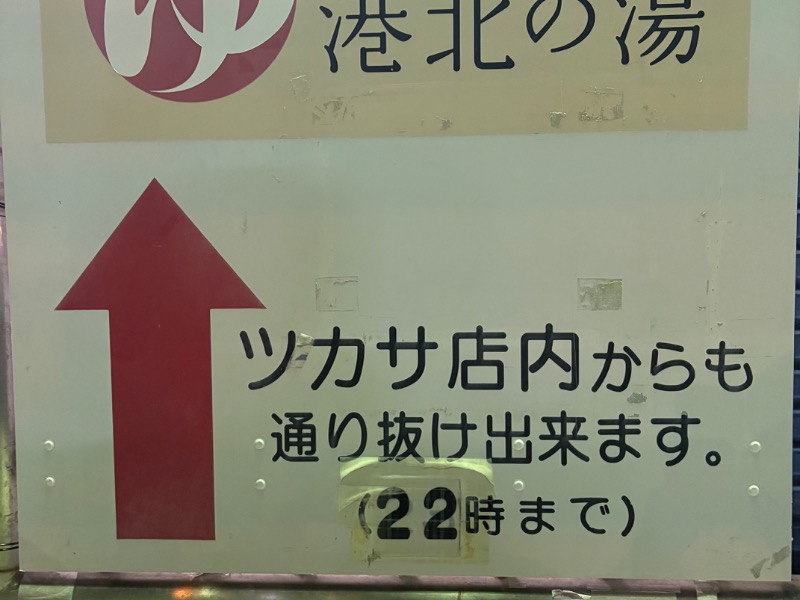 ゆ
港北の湯
ツカサ店内からも
通り抜け出来ます。
(22時まで)